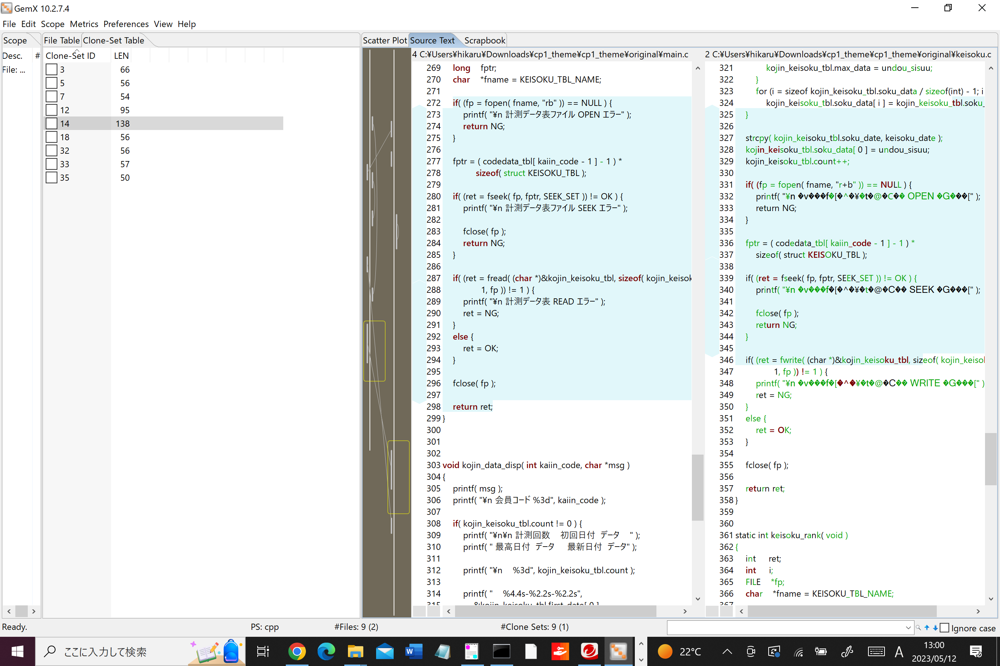 GemX 10.2.7.4
File Edit Scope Metrics Preferences View Help
Scope
File Table
Clone-Set Table
Scatter Plot
Source Text
Scrapbook
Desc. #
File: ...
Clone-Set ID LEN
3 66
5 56
7 54
12 95
14 138
18 56
32 56
33 57
35 50
4 C:¥Users¥hikaru¥Downloads¥cp1_theme¥cp1_theme¥original¥main.c
269 long fptr;
270 char *fname = KEISOKU_TBL_NAME;
271
272 if( (fp = fopen( fname, "rb" )) == NULL ) {
273 printf( "¥n 計測データ表ファイル OPEN エラー" );
274 return NG;
275 }
276
277 fptr = ( codedata_tbl[ kaiin_code - 1 ] - 1 ) *
278 sizeof( struct KEISOKU_TBL );
279
280 if( (ret = fseek( fp, fptr, SEEK_SET )) != OK ) {
281 printf( "¥n 計測データ表ファイル SEEK エラー" );
282
283 fclose( fp );
284 return NG;
285 }
286
287 if( (ret = fread( (char *)&kojin_keisoku_tbl, sizeof( kojin_keisok
288 1, fp )) != 1 ) {
289 printf( "¥n 計測データ表 READ エラー" );
290 ret = NG;
291 }
292 else {
293 ret = OK;
294 }
295
296 fclose( fp );
297
298 return ret;
299 }
300
301
302
303 void kojin_data_disp( int kaiin_code, char *msg )
304 {
305 printf( msg );
306 printf( "¥n 会員コード %3d", kaiin_code );
307
308 if( kojin_keisoku_tbl.count != 0 ) {
309 printf( "¥n¥n 計測回数 初回日付 データ " );
310 printf( " 最高日付 データ 最新日付 データ" );
311
312 printf( "¥n %3d", kojin_keisoku_tbl.count );
313
314 printf( " %4.4s-%2.2s-%2.2s",
315 &kojin_keisoku_tbl.first_date[ 0 ]
2 C:¥Users¥hikaru¥Downloads¥cp1_theme¥cp1_theme¥original¥keisoku.c
321 kojin_keisoku_tbl.max_data = undou_sisuu;
322 }
323 for (i = sizeof kojin_keisoku_tbl.soku_data / sizeof(int) - 1; i
324 kojin_keisoku_tbl.soku_data[ i ] = kojin_keisoku_tbl.soku_
325 }
326
327 strcpy( kojin_keisoku_tbl.soku_date, keisoku_date );
328 kojin_keisoku_tbl.soku_data[ 0 ] = undou_sisuu;
329 kojin_keisoku_tbl.count++;
330
331 if( (fp = fopen( fname, "r+b" )) == NULL ) {
332 printf( "¥n �v���f�[�^�¥�t�@�C�� OPEN �G���[" );
333 return NG;
334 }
335
336 fptr = ( codedata_tbl[ kaiin_code - 1 ] - 1 ) *
337 sizeof( struct KEISOKU_TBL );
338
339 if( (ret = fseek( fp, fptr, SEEK_SET )) != OK ) {
340 printf( "¥n �v���f�[�^�¥�t�@�C�� SEEK �G���[" );
341
342 fclose( fp );
343 return NG;
344 }
345
346 if( (ret = fwrite( (char *)&kojin_keisoku_tbl, sizeof( kojin_keisol
347 1, fp )) != 1 ) {
348 printf( "¥n �v���f�[�^�¥�t�@�C�� WRITE �G���[" )
349 ret = NG;
350 }
351 else {
352 ret = OK;
353 }
354
355 fclose( fp );
356
357 return ret;
358 }
359
360
361 static int keisoku_rank( void )
362 {
363 int ret;
364 int i;
365 FILE *fp;
366 char *fname = KEISOKU_TBL_NAME;
367
Ready. PS: cpp #Files: 9 (2) #Clone Sets: 9 (1) Ignore case
ここに入力して検索
22°C
A
13:00
2023/05/12